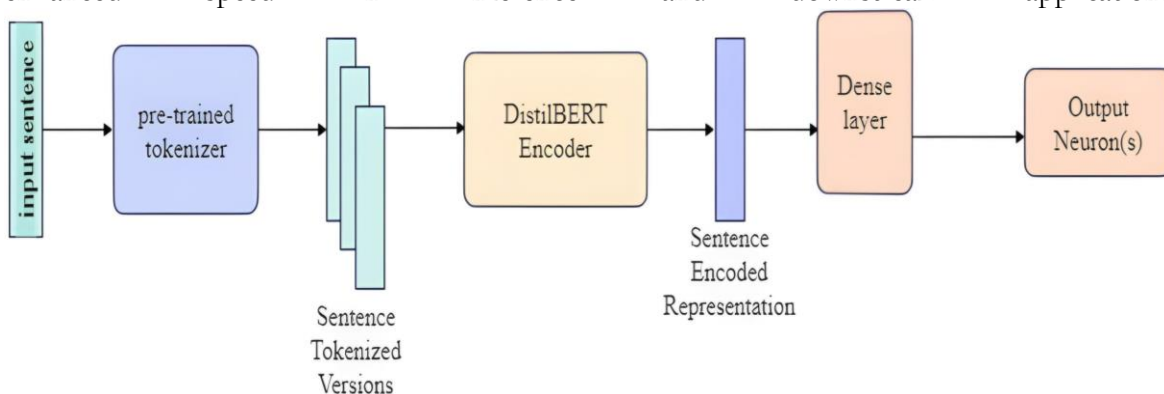 input sentence
pre-trained
tokenizer
Sentence
Tokenized
Versions
DistilBERT
Encoder
Sentence
Encoded
Representation
Dense
layer
Output
Neuron(s)